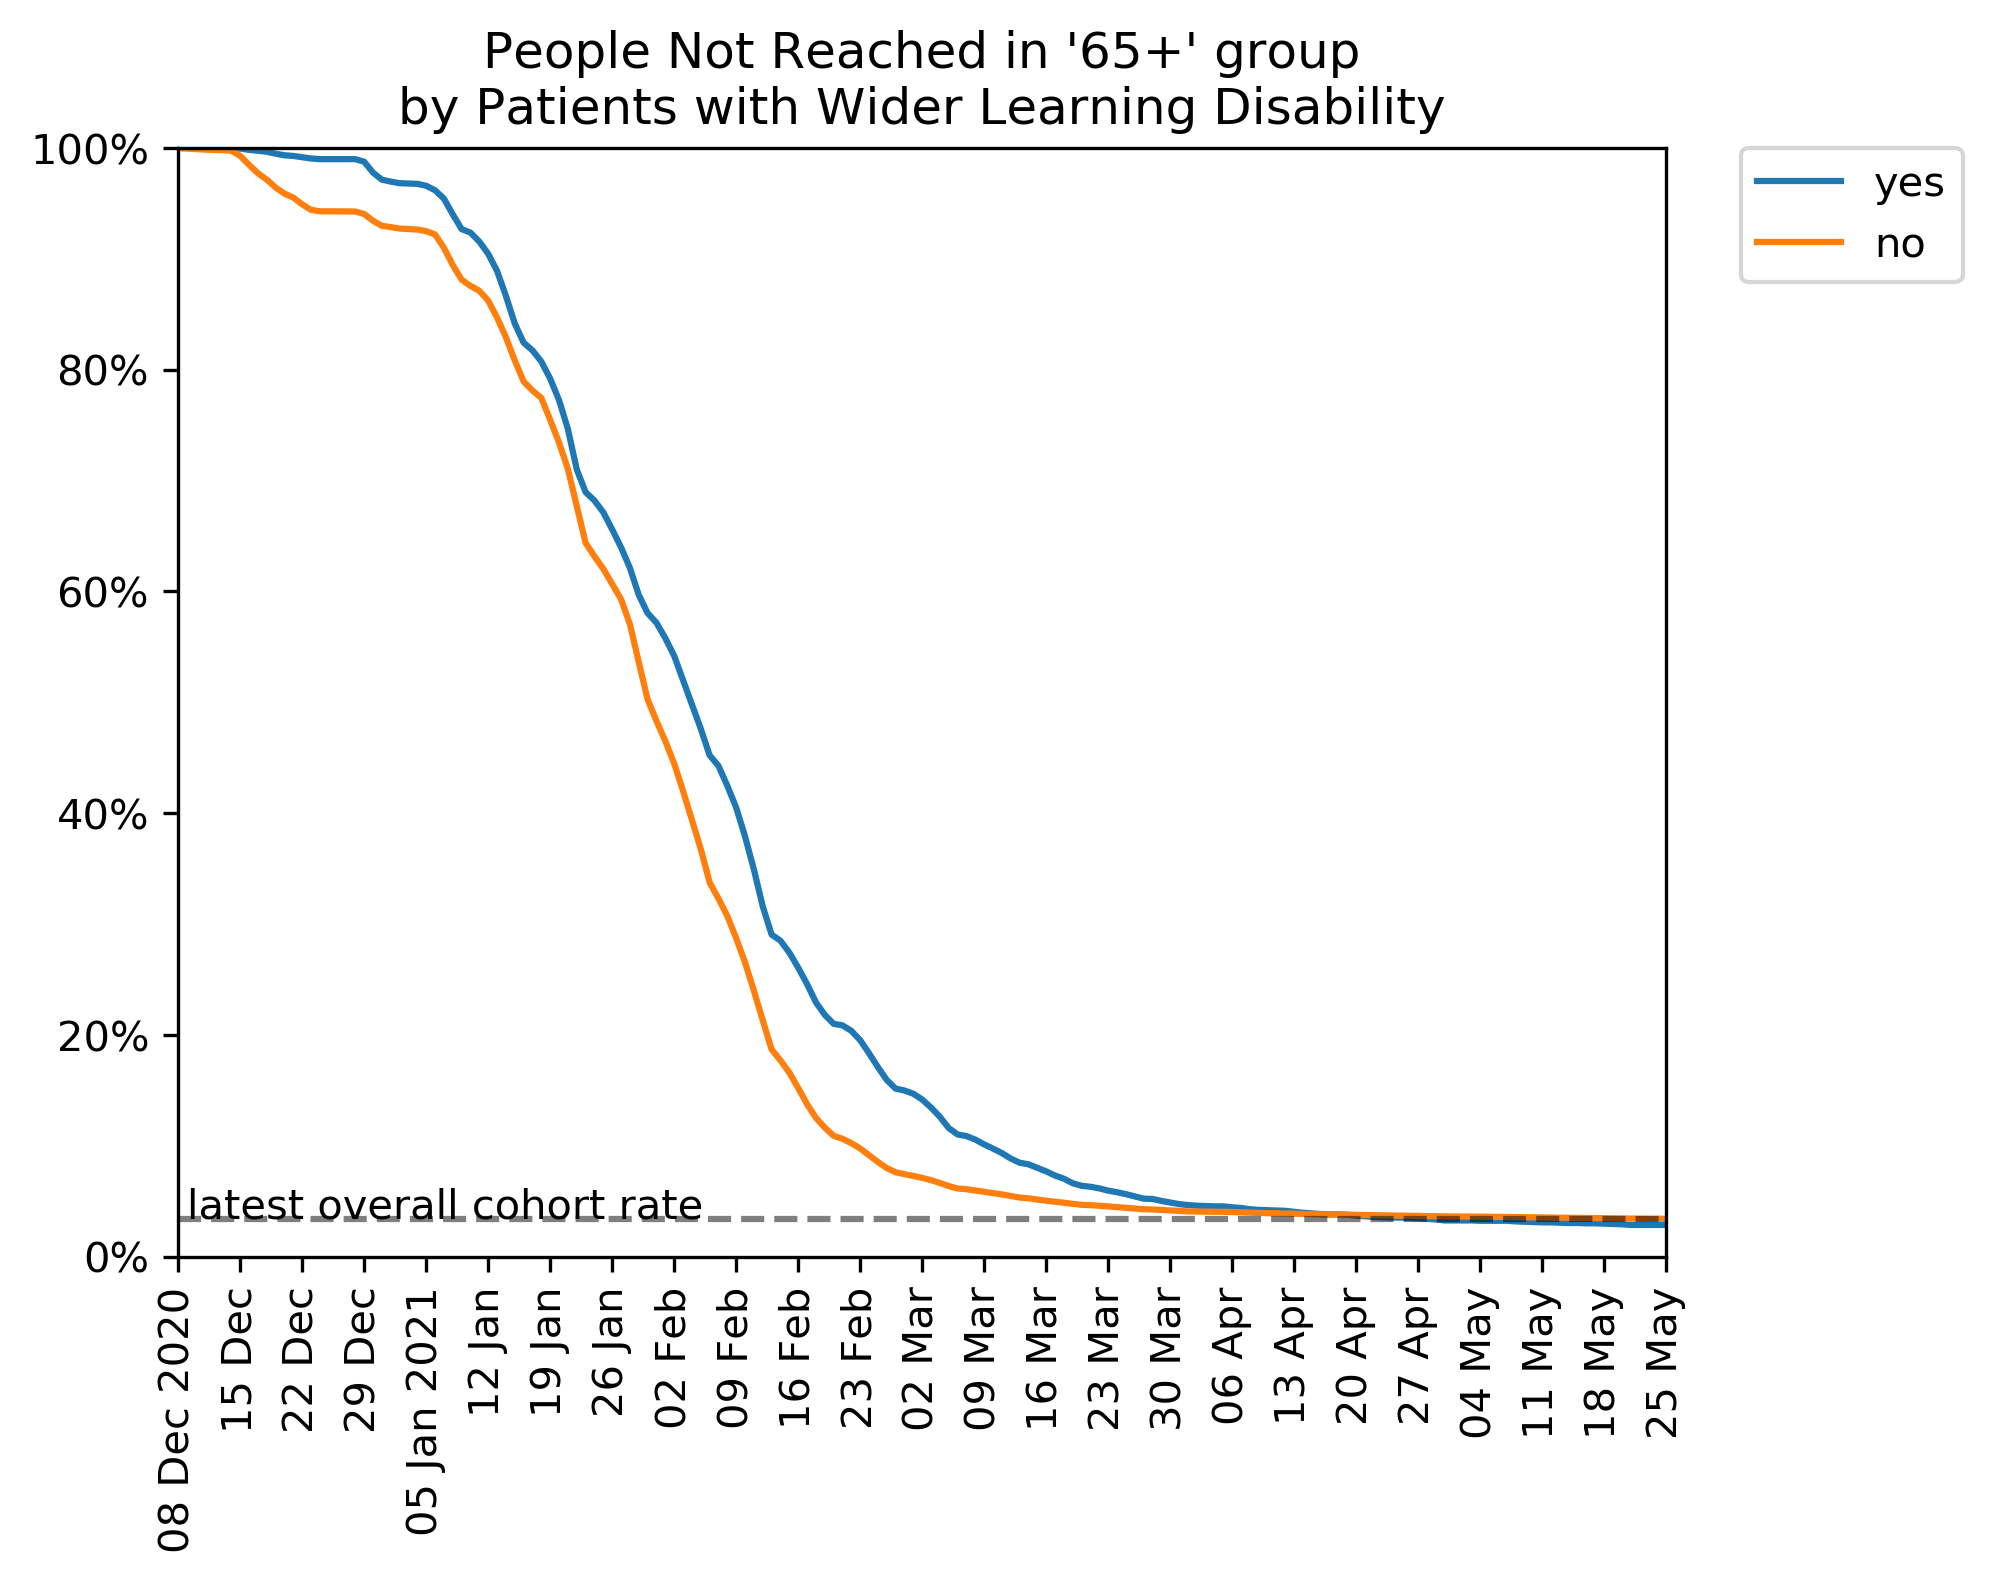 People Not Reached in '65+' group
by Patients with Wider Learning Disability
100%
80%
60%
40%
20%
0%
yes
no
latest overall cohort rate
08 Dec 2020
15 Dec
22 Dec
29 Dec
05 Jan 2021
12 Jan
19 Jan
26 Jan
02 Feb
09 Feb
16 Feb
23 Feb
02 Mar
09 Mar
16 Mar
23 Mar
30 Mar
06 Apr
13 Apr
20 Apr
27 Apr
04 May
11 May
18 May
25 May